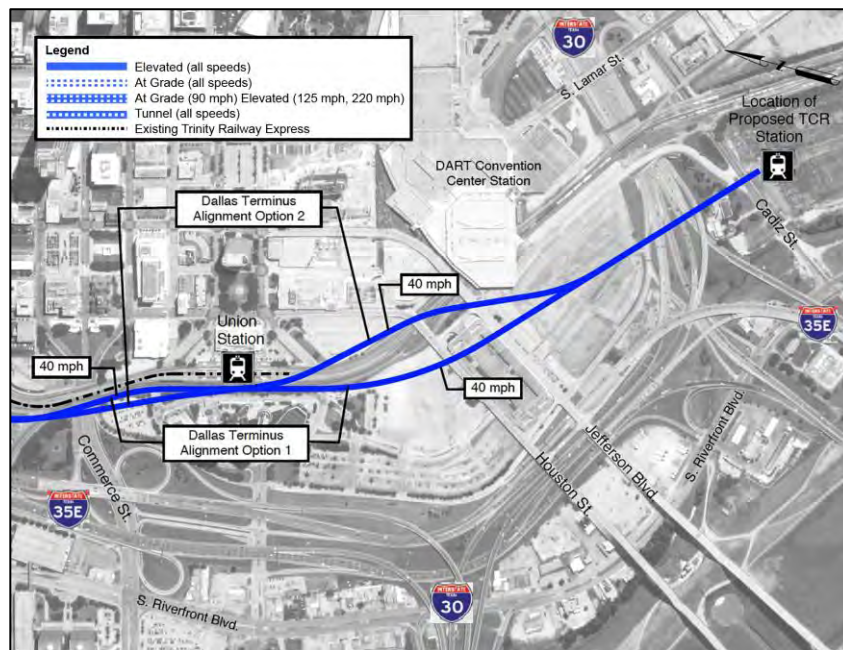 Legend
Elevated (all speeds)
At Grade (all speeds)
At Grade (90 mph) Elevated (125 mph, 220 mph)
Tunnel (all speeds)
Existing Trinity Railway Express
INTERSTATE
TEXAS
30
S. Lamar St.
Location of
Proposed TCR
Station
DART Convention
Center Station
Dallas Terminus
Alignment Option 2
Cadiz St.
40 mph
Union
Station
INTERSTATE
TEXAS
35E
40 mph
40 mph
Dallas Terminus
Alignment Option 1
Commerce St.
Jefferson Blvd.
Houston St.
S. Riverfront Blvd.
INTERSTATE
TEXAS
35E
S. Riverfront Blvd.
INTERSTATE
TEXAS
30